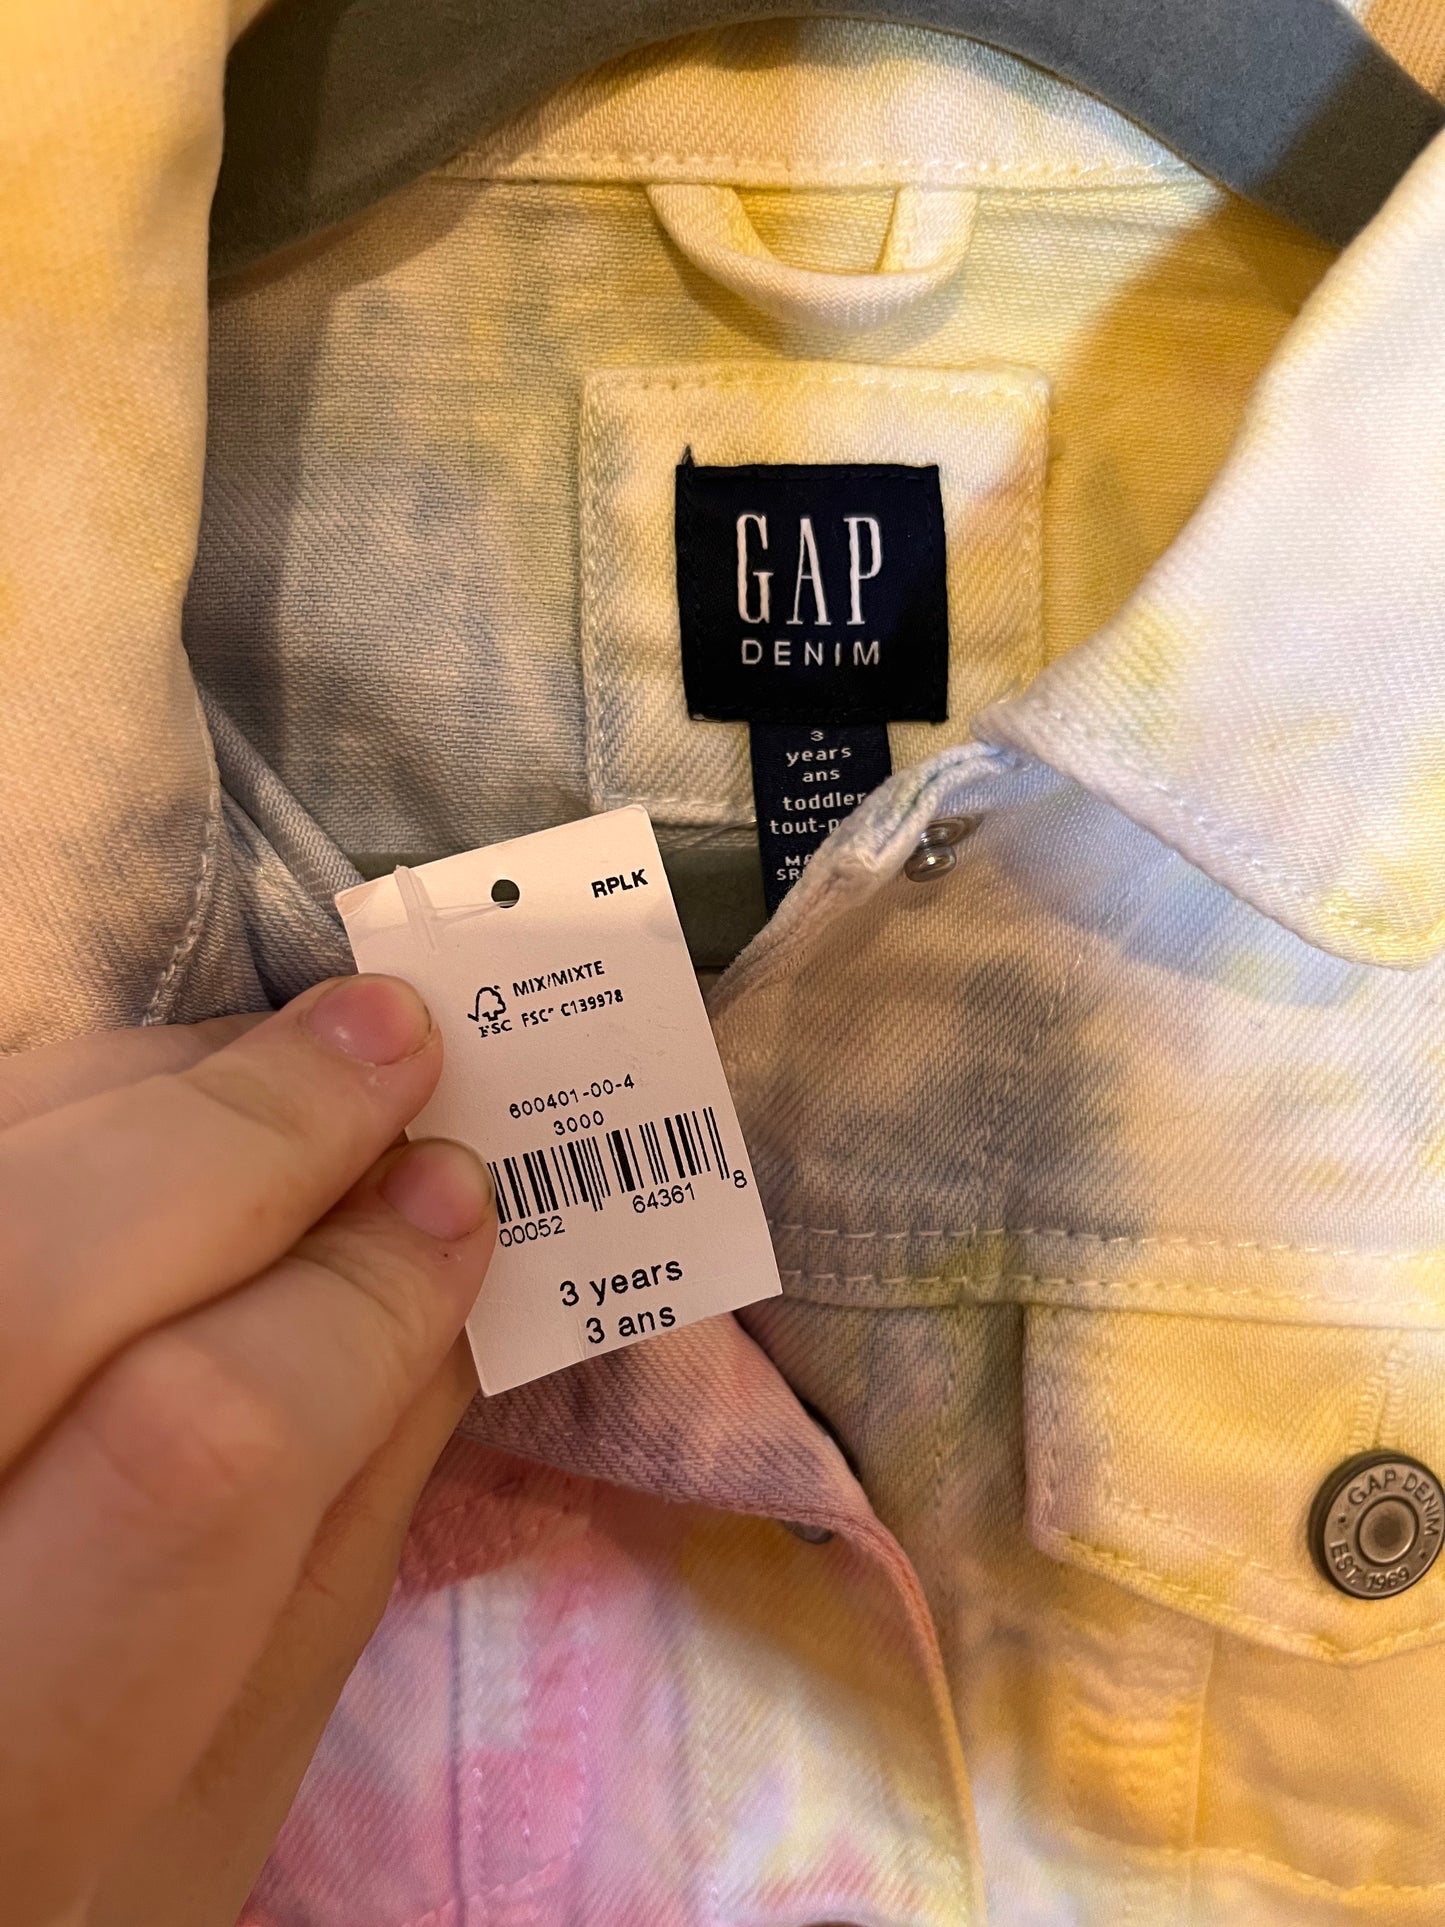 GAP
DENIM
3
years
ans
toddler
RPLK
MIX/MIXTE
FSC FSC® C139978
600401-00-4
3000
00052 64361 8
3 years
3 ans
GAP DENIM
EST. 1969